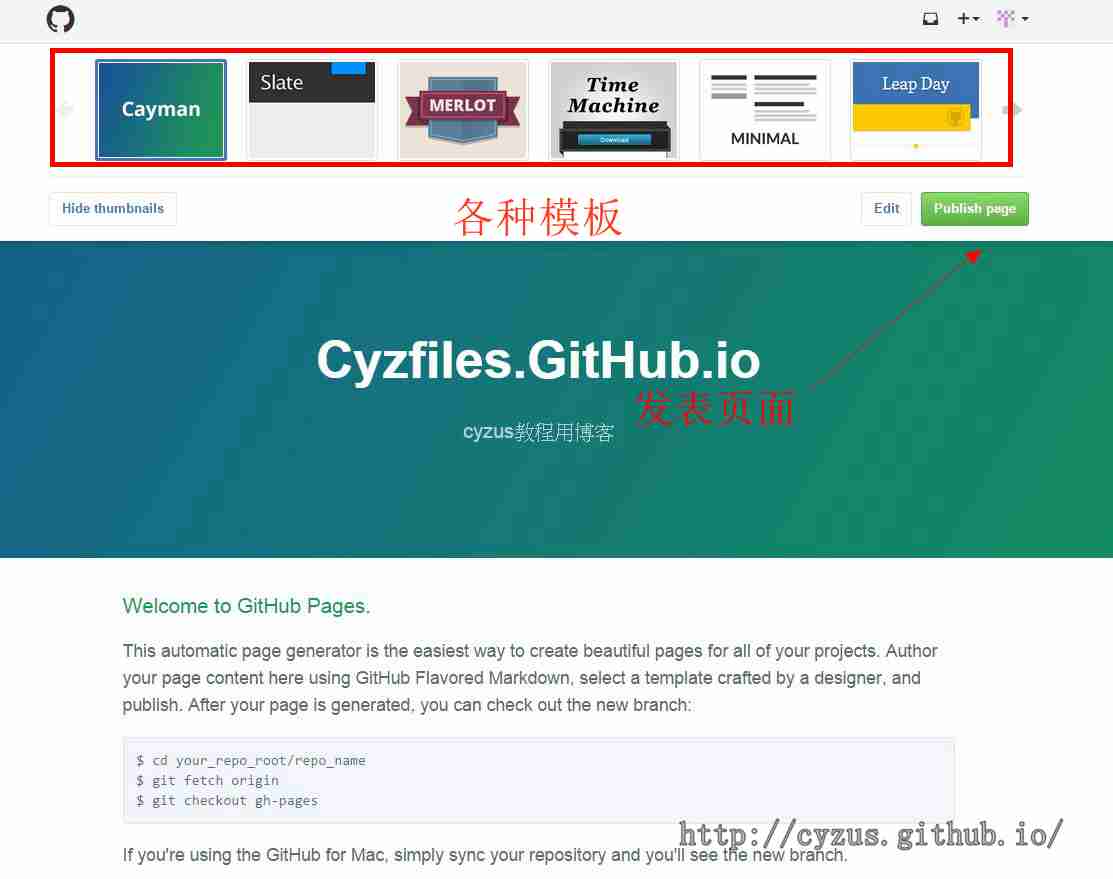 Cayman
Slate
MERLOT
Time
Machine
Download
MINIMAL
Leap Day
Hide thumbnails
各种模板
Edit
Publish page
Cyzfiles.GitHub.io
发表页面
cyzus教程用博客
Welcome to GitHub Pages.
This automatic page generator is the easiest way to create beautiful pages for all of your projects. Author
your page content here using GitHub Flavored Markdown, select a template crafted by a designer, and
publish. After your page is generated, you can check out the new branch:
$ cd your_repo_root/repo_name
$ git fetch origin
$ git checkout gh-pages
http://cyzus.github.io/
If you're using the GitHub for Mac, simply sync your repository and you'll see the new branch.